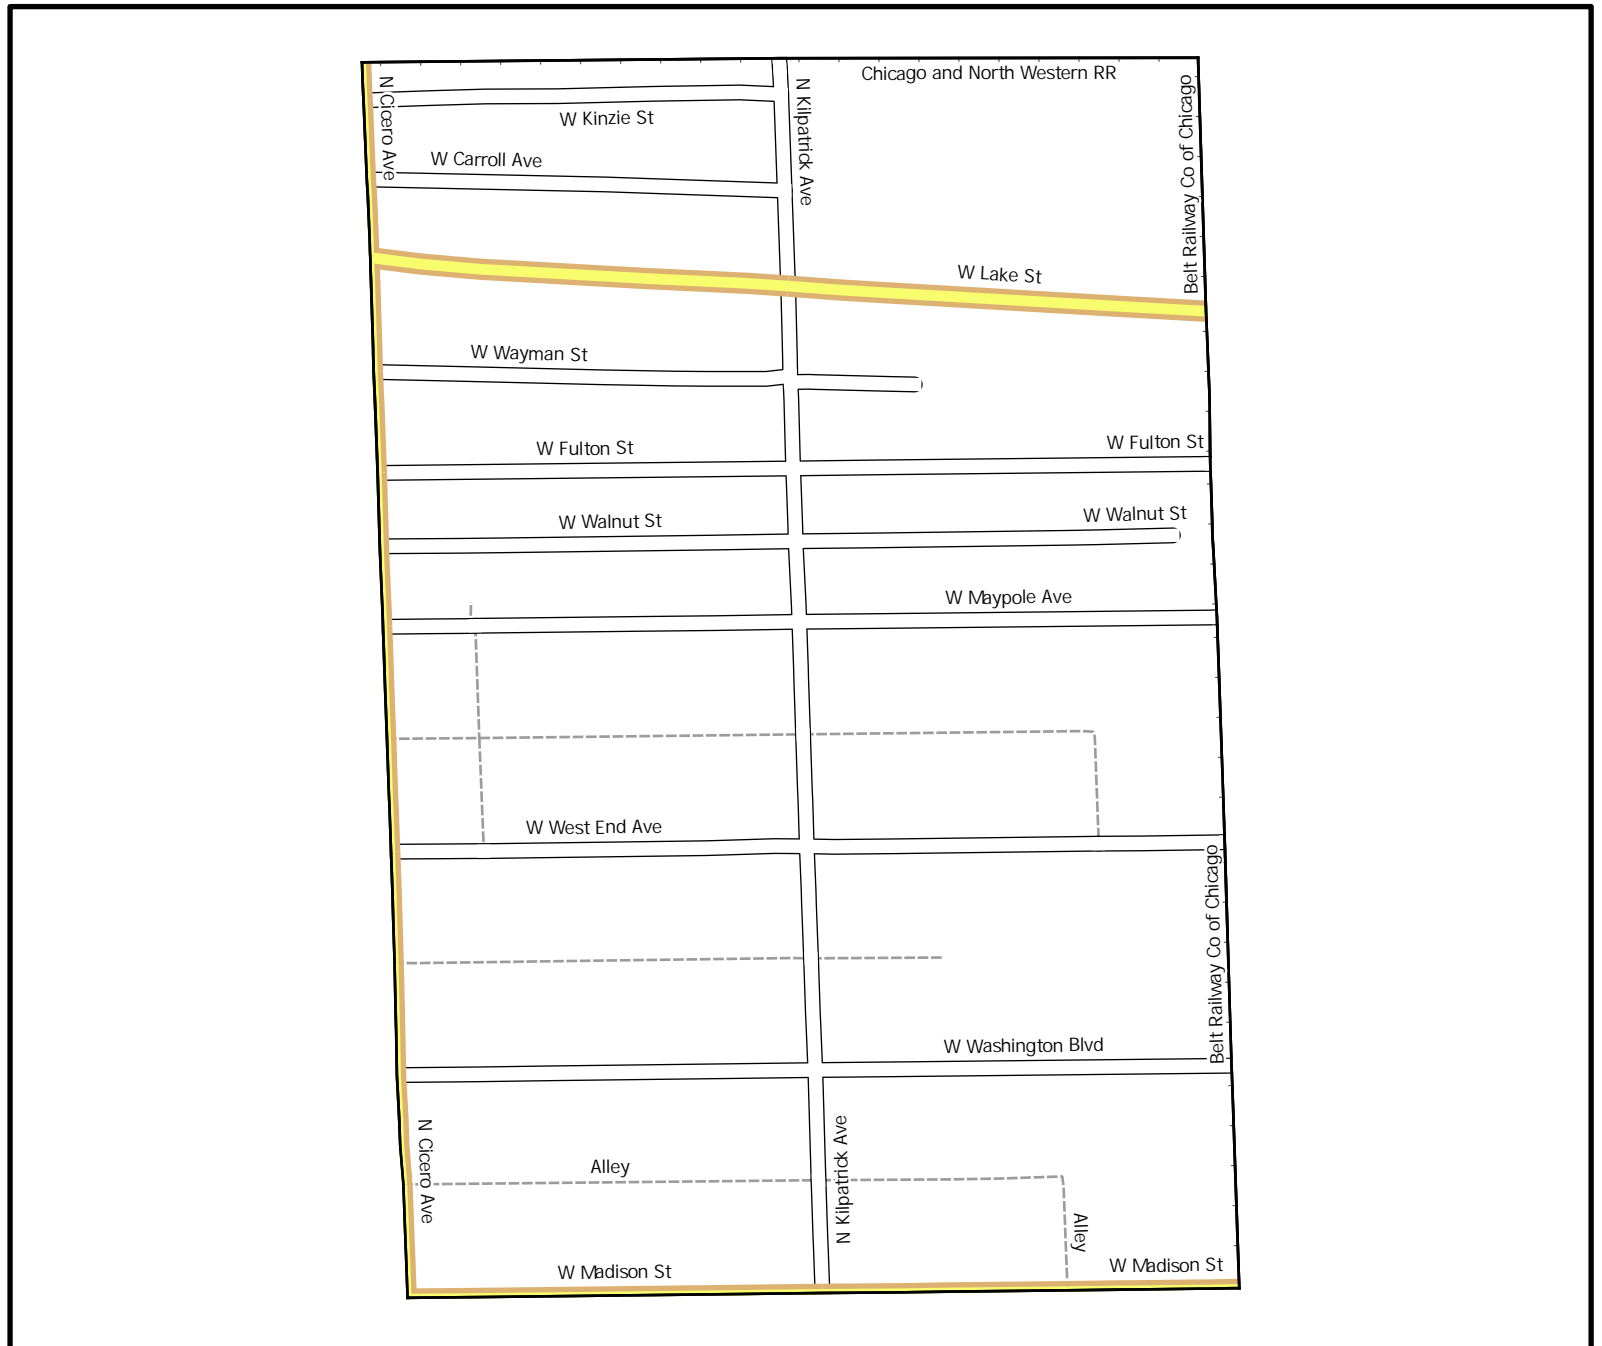 Chicago and North Western RR
N Cicero Ave
N Kilpatrick Ave
Belt Railway Co of Chicago
W Kinzie St
W Carroll Ave
W Lake St
W Wayman St
W Fulton St
W Fulton St
W Walnut St
W Walnut St
W Maypole Ave
W West End Ave
Belt Railway Co of Chicago
W Washington Blvd
N Cicero Ave
N Kilpatrick Ave
Alley
Alley
W Madison St
W Madison St